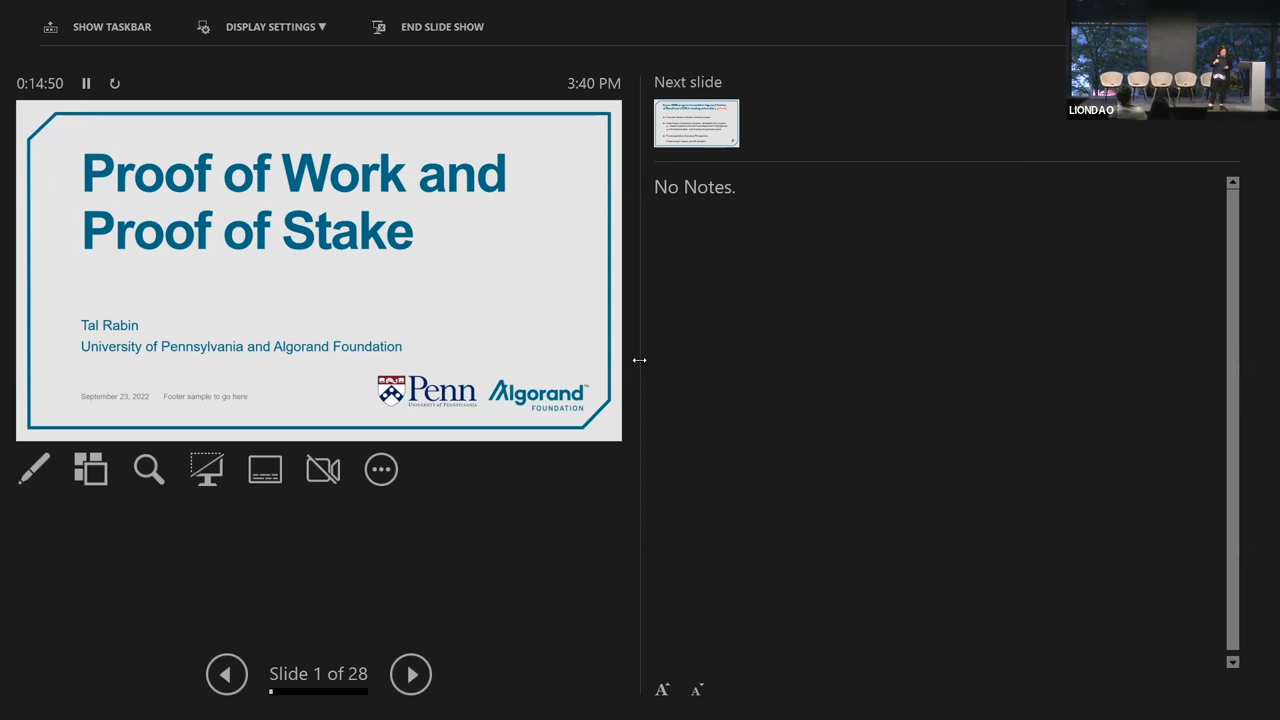 SHOW TASKBAR
DISPLAY SETTINGS ▼
END SLIDE SHOW
LIONDAO
0:14:50
3:40 PM
Next slide
Proof of Work and
Proof of Stake
Tal Rabin
University of Pennsylvania and Algorand Foundation
September 23, 2022 Footer sample to go here
Penn
UNIVERSITY OF PENNSYLVANIA
Algorand
FOUNDATION
No Notes.
Slide 1 of 28
A A